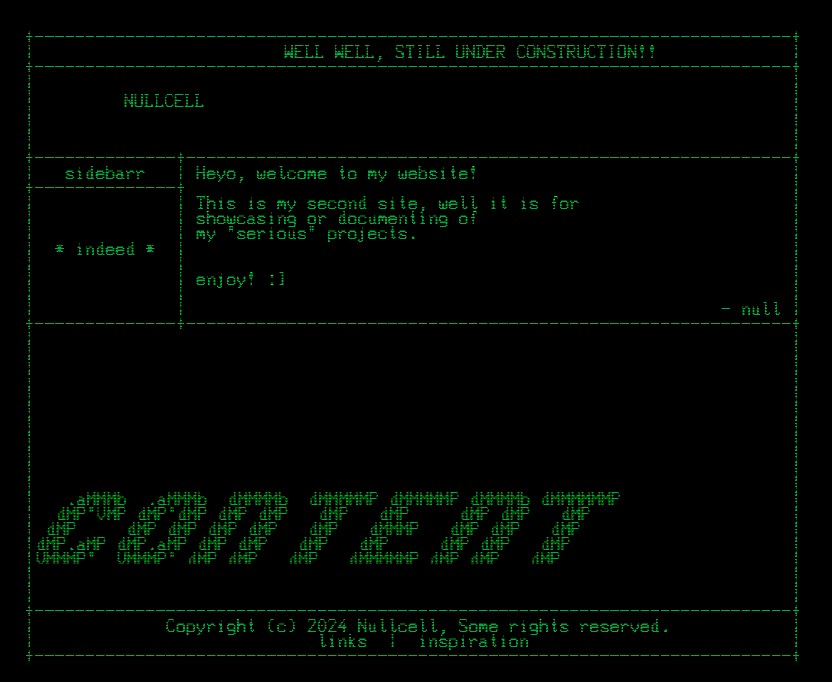 WELL WELL, STILL UNDER CONSTRUCTION!!
NULLCELL
sidebarr
* indeed *
Heyo, welcome to my website!
This is my second site, well it is for
showcasing or documenting of
my "serious" projects.
enjoy! :]
- null
CONTENT
Copyright (c) 2024 Nullcell, Some rights reserved.
links | inspiration